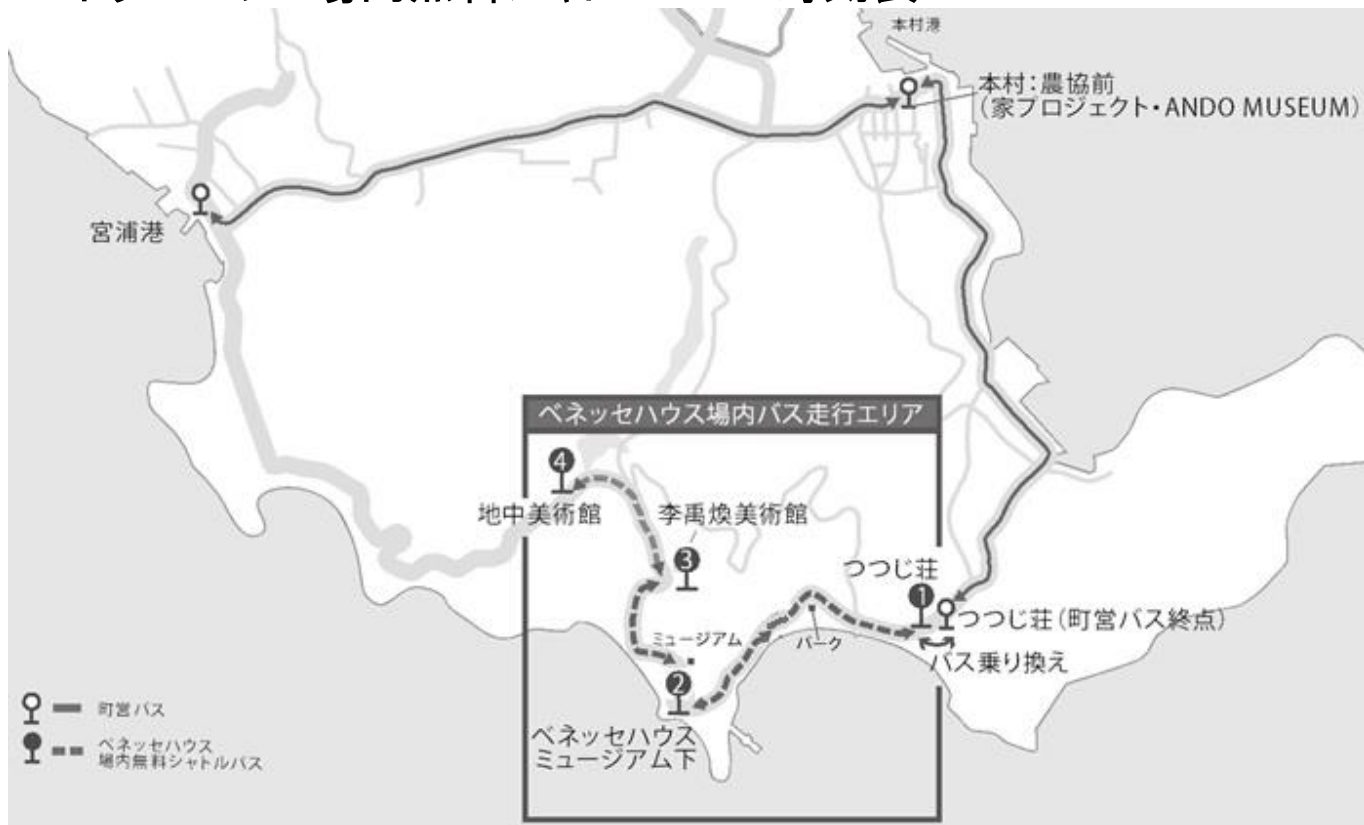 本村港
本村：農協前
（家プロジェクト・ANDO MUSEUM）
宮浦港
ベネッセハウス場内バス走行エリア
4
地中美術館
李禹煥美術館
3
つつじ荘
1
つつじ荘（町営バス終点）
バス乗り換え
ミュージアム
パーク
2
ベネッセハウス
ミュージアム下
町営バス
ベネッセハウス
場内無料シャトルバス